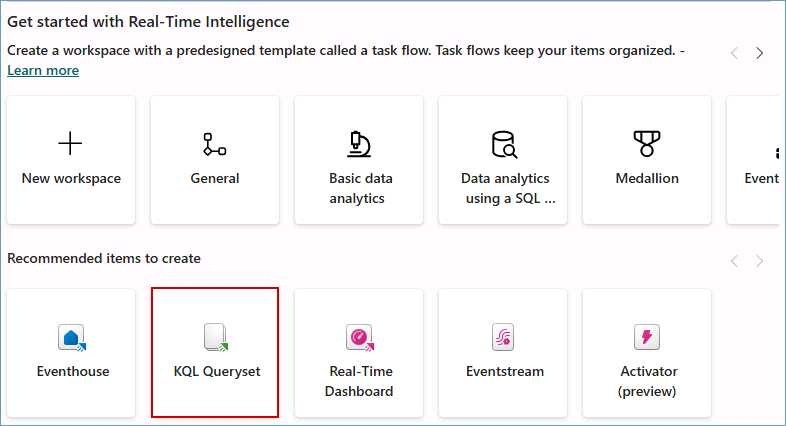 Get started with Real-Time Intelligence
Create a workspace with a predesigned template called a task flow. Task flows keep your items organized. -
Learn more
New workspace
General
Basic data
analytics
Data analytics
using a SQL ...
Medallion
Event
Recommended items to create
Eventhouse
KQL Queryset
Real-Time
Dashboard
Eventstream
Activator
(preview)